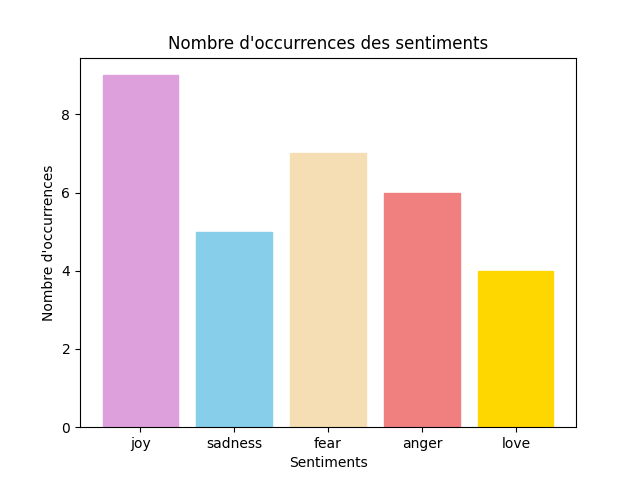 Nombre d'occurrences des sentiments
Nombre d'occurrences
8
6
4
2
0
joy sadness fear anger love
Sentiments